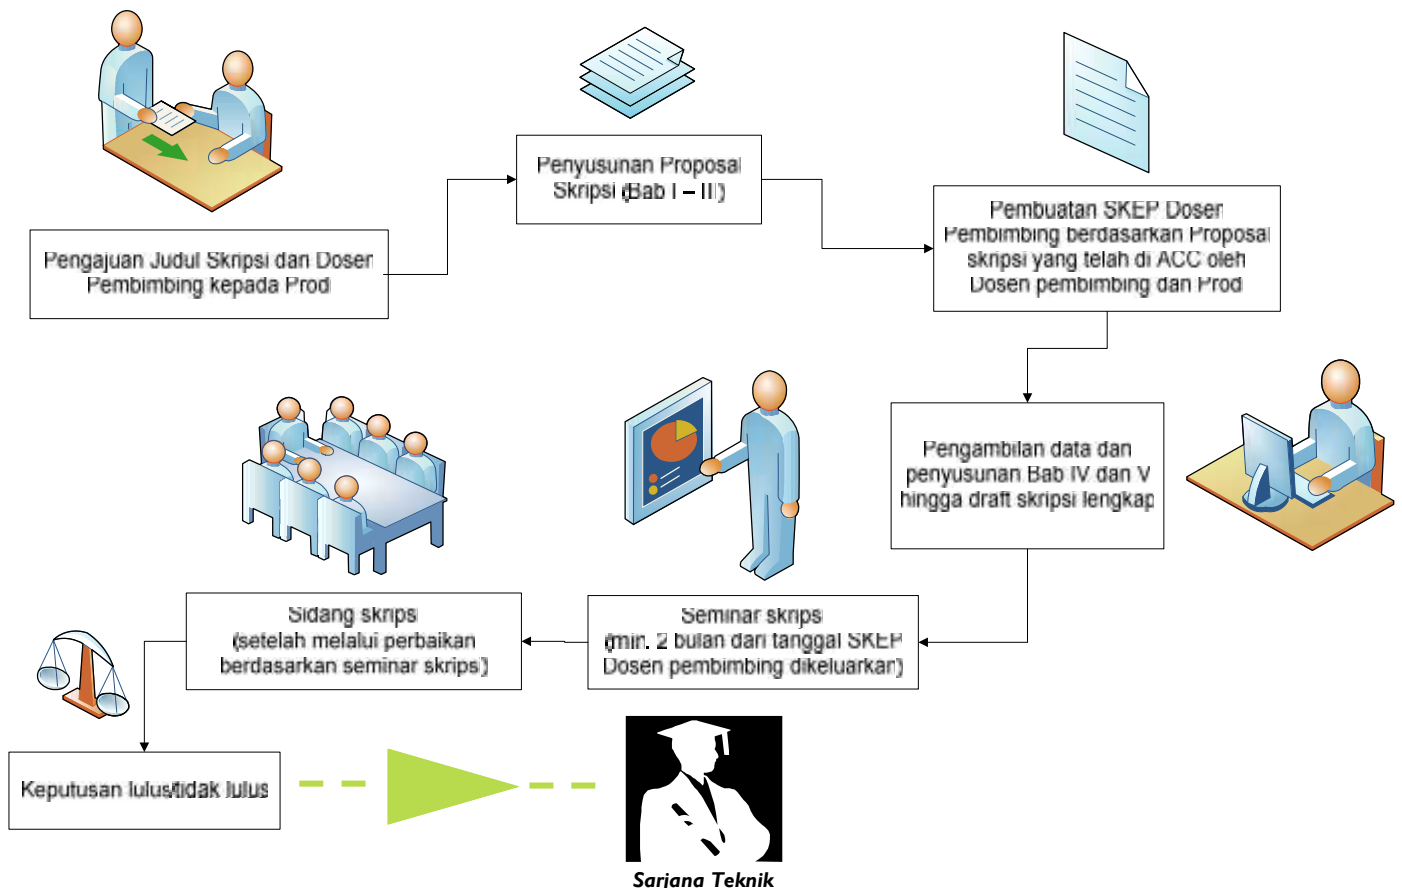 Pengajuan Judul Skripsi dan Dosen
Pembimbing kepada Prodi
Penyusunan Proposal
Skripsi (Bab I – III)
Pembuatan SKEP Dosen
Pembimbing berdasarkan Proposal
skripsi yang telah di ACC oleh
Dosen pembimbing dan Prodi
Pengambilan data dan
penyusunan Bab IV dan V
hingga draft skripsi lengkap
Seminar skripsi
(min. 2 bulan dari tanggal SKEP
Dosen pembimbing dikeluarkan)
Sidang skripsi
(setelah melalui perbaikan
berdasarkan seminar skripsi)
Keputusan lulus/tidak lulus
Sarjana Teknik